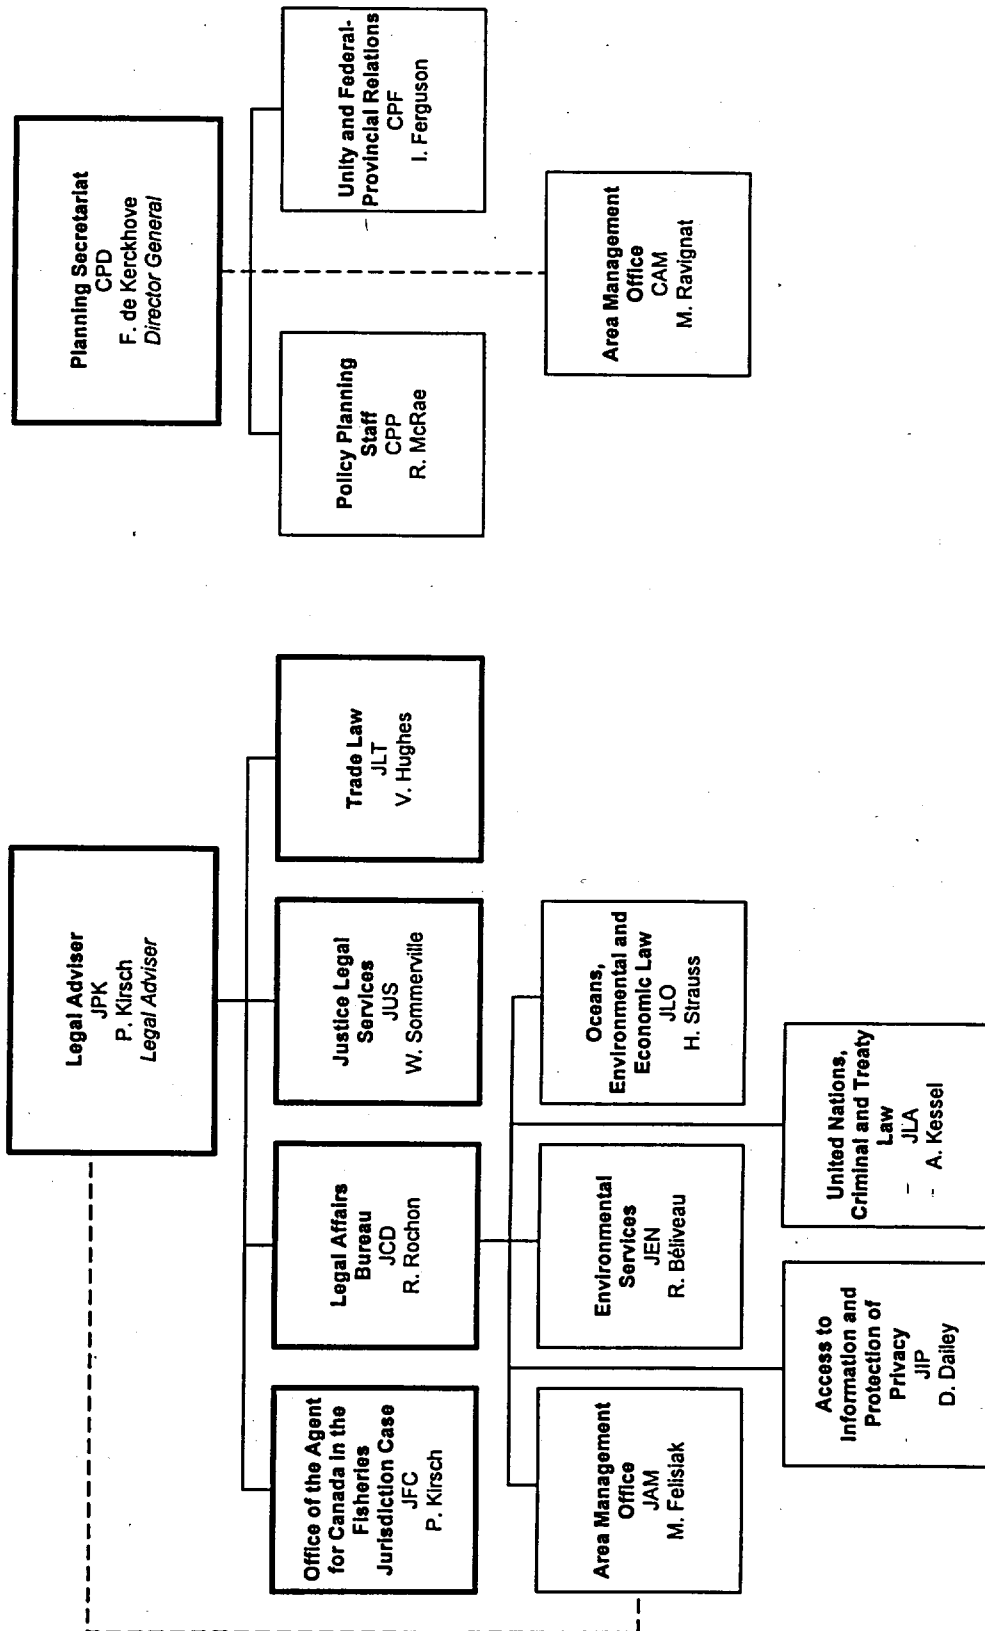 Legal Adviser
JPK
P. Kirsch
Legal Adviser
Office of the Agent
for Canada in the
Fisheries
Jurisdiction Case
JFC
P. Kirsch
Legal Affairs
Bureau
JCD
R. Rochon
Justice Legal
Services
JUS
W. Sommerville
Trade Law
JLT
V. Hughes
Area Management
Office
JAM
M. Felisiak
Environmental
Services
JEN
R. Béliveau
Oceans,
Environmental and
Economic Law
JLO
H. Strauss
Access to
Information and
Protection of
Privacy
JIP
D. Dailey
United Nations,
Criminal and Treaty
Law
JLA
A. Kessel
Planning Secretariat
CPD
F. de Kerckhove
Director General
Policy Planning
Staff
CPP
R. McRae
Unity and Federal-
Provincial Relations
CPF
I. Ferguson
Area Management
Office
CAM
M. Ravignat